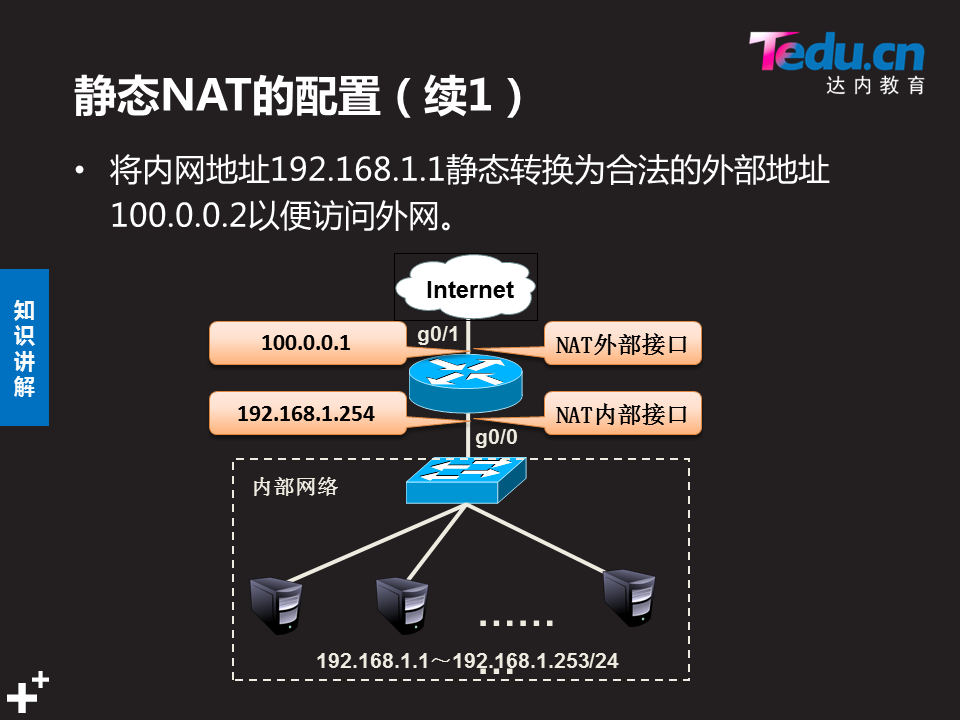 Tedu.cn
达内教育
静态NAT的配置（续1）
• 将内网地址192.168.1.1静态转换为合法的外部地址
100.0.0.2以便访问外网。
知
识
讲
解
Internet
g0/1
100.0.0.1
NAT外部接口
192.168.1.254
NAT内部接口
g0/0
内部网络
……
…
192.168.1.1～192.168.1.253/24